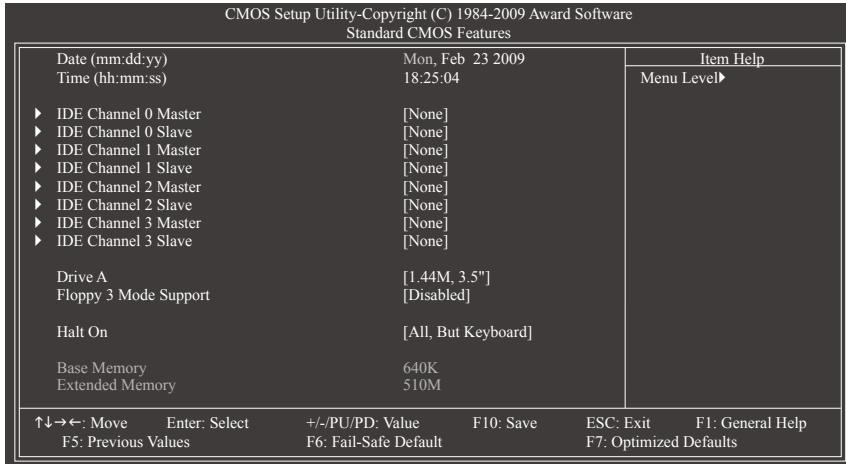 CMOS Setup Utility-Copyright (C) 1984-2009 Award Software
Standard CMOS Features
Date (mm:dd:yy) Mon, Feb 23 2009 Item Help
Time (hh:mm:ss) 18:25:04 Menu Level▶
▶ IDE Channel 0 Master [None]
▶ IDE Channel 0 Slave [None]
▶ IDE Channel 1 Master [None]
▶ IDE Channel 1 Slave [None]
▶ IDE Channel 2 Master [None]
▶ IDE Channel 2 Slave [None]
▶ IDE Channel 3 Master [None]
▶ IDE Channel 3 Slave [None]
Drive A [1.44M, 3.5"]
Floppy 3 Mode Support [Disabled]
Halt On [All, But Keyboard]
Base Memory 640K
Extended Memory 510M
↑↓→←: Move Enter: Select +/-/PU/PD: Value F10: Save ESC: Exit F1: General Help
F5: Previous Values F6: Fail-Safe Default F7: Optimized Defaults